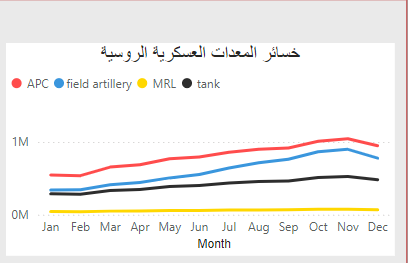 خسائر المعدات العسكرية الروسية
APC field artillery MRL tank
1M
0M
Jan Feb Mar Apr May Jun Jul Aug Sep Oct Nov Dec
Month